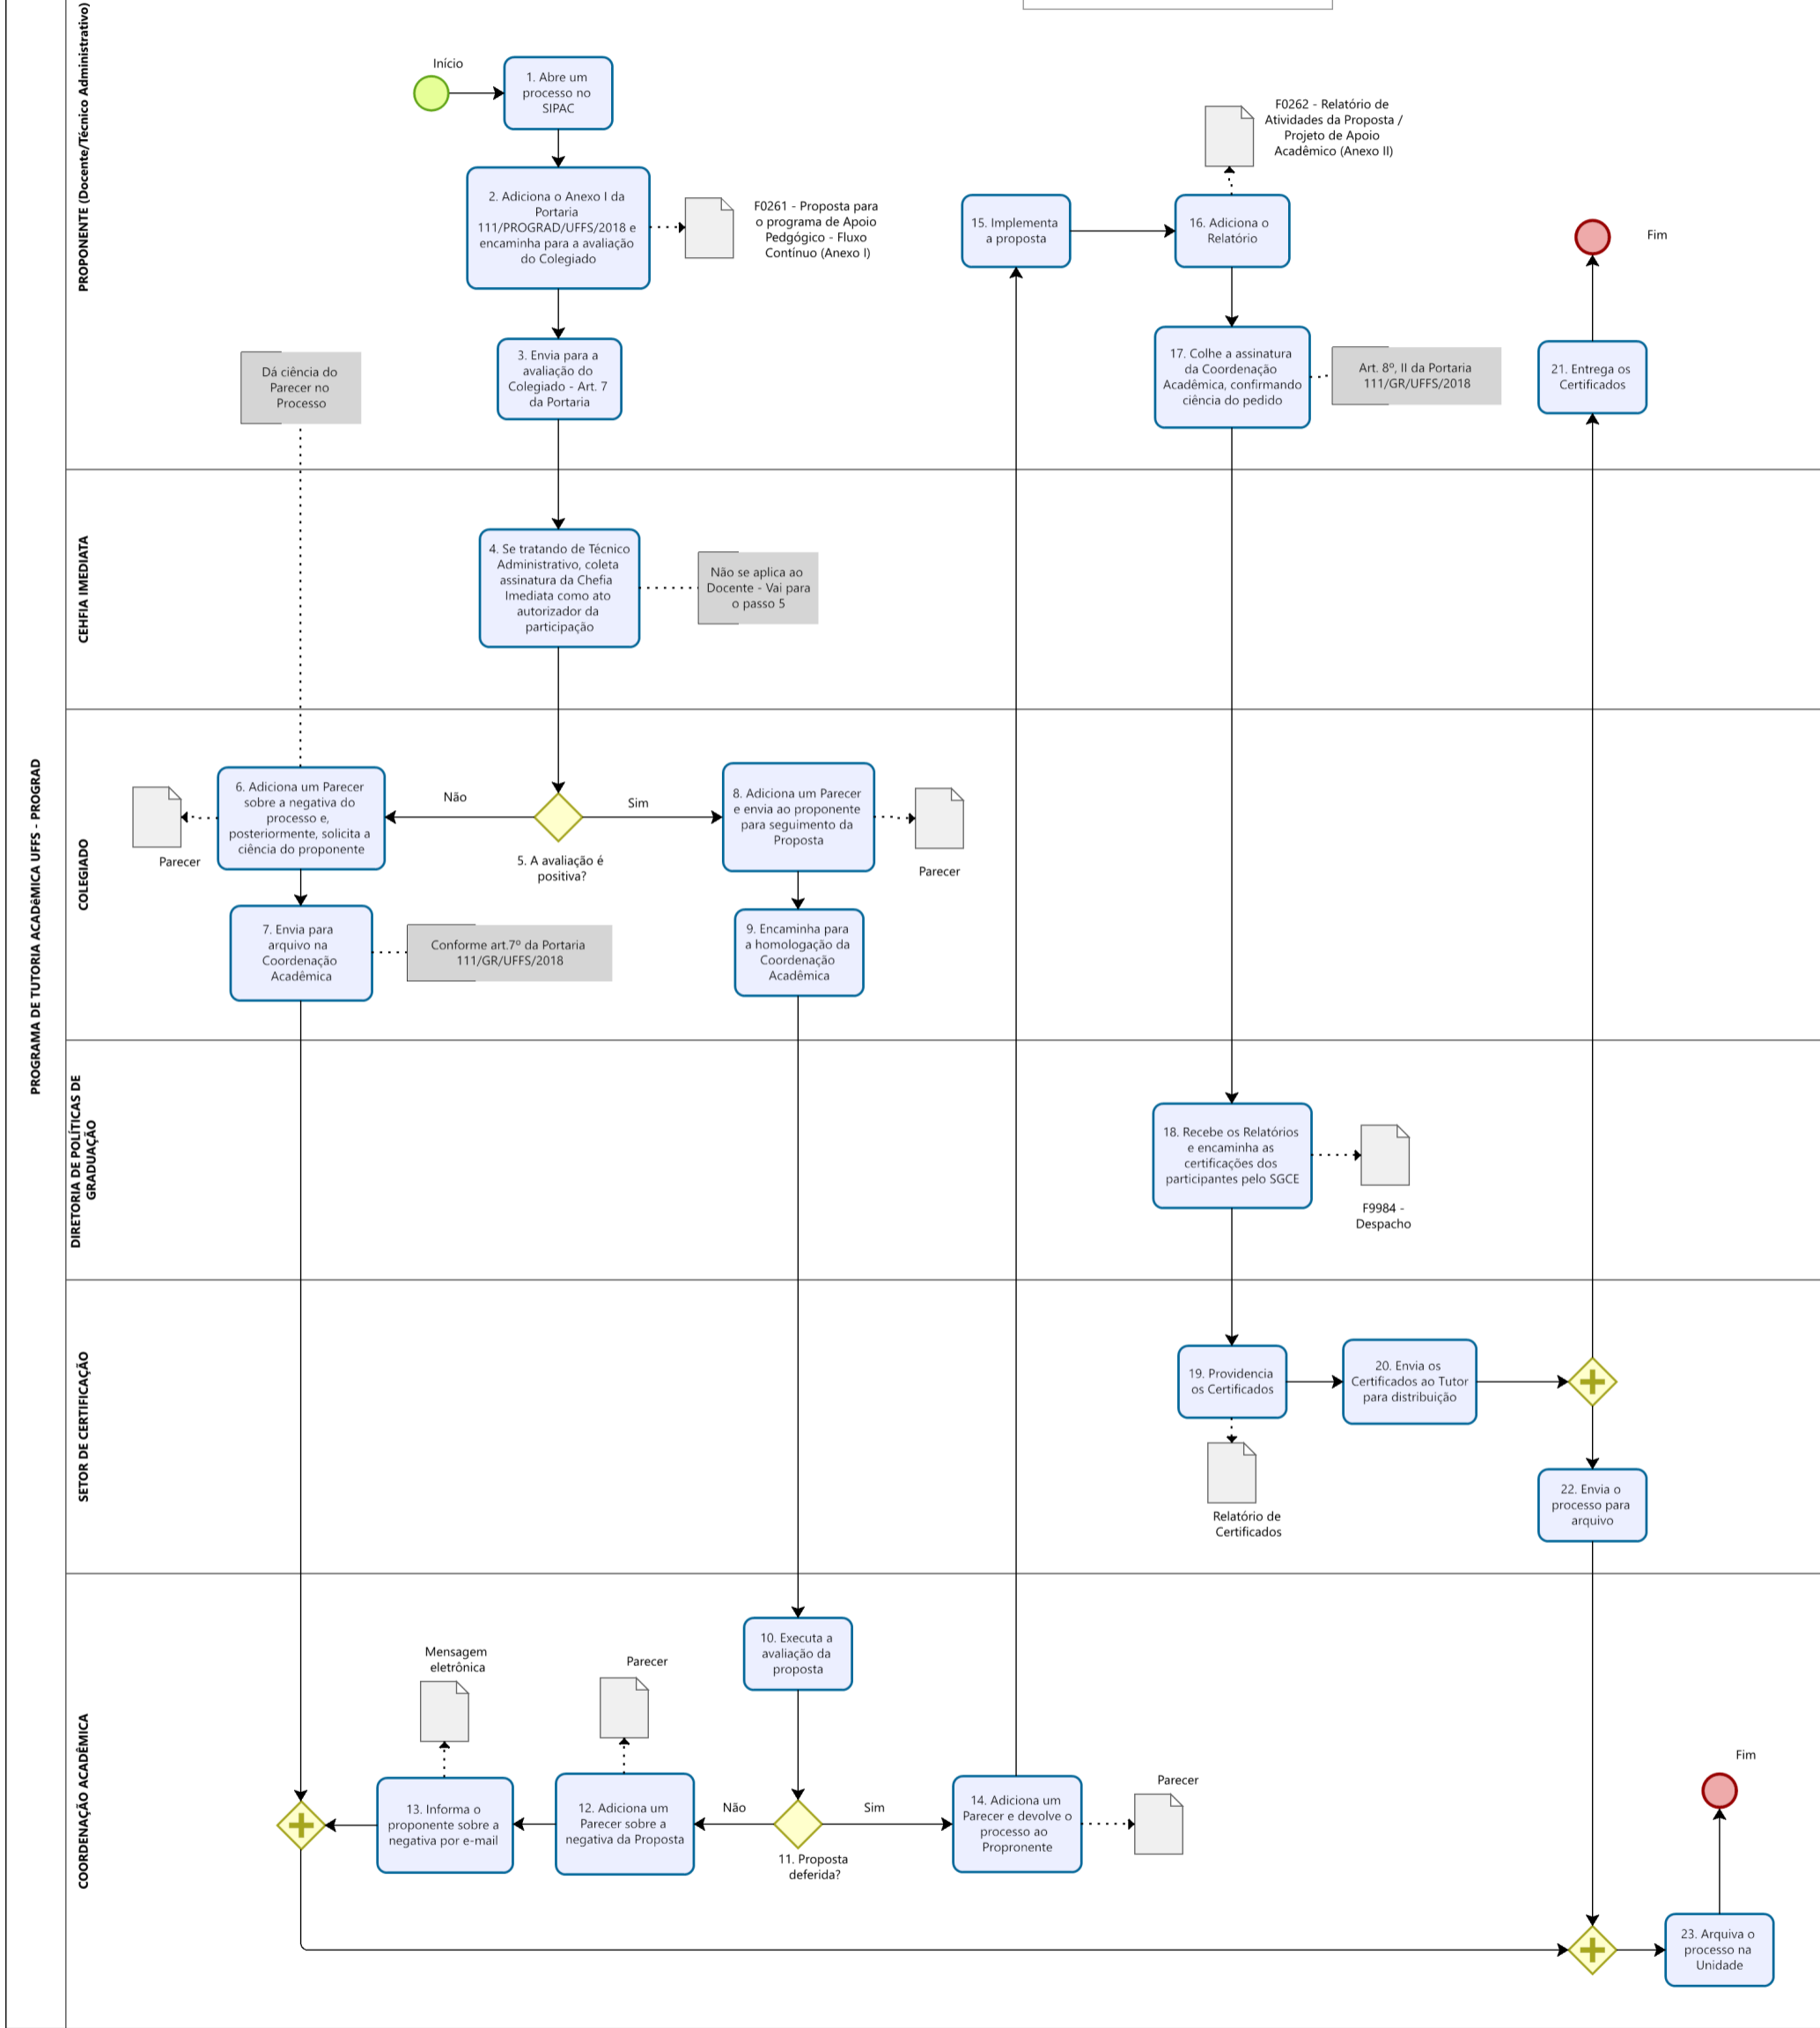 PROGRAMA DE TUTORIA ACADêMICA UFFS - PROGRAD
PROPONENTE (Docente/Técnico Administrativo)
Início
1. Abre um
processo no
SIPAC
2. Adiciona o Anexo I da
Portaria
111/PROGRAD/UFFS/2018 e
encaminha para a avaliação
do Colegiado
F0261 - Proposta para
o programa de Apoio
Pedgógico - Fluxo
Contínuo (Anexo I)
3. Envia para a
avaliação do
Colegiado - Art. 7
da Portaria
Dá ciência do
Parecer no
Processo
F0262 - Relatório de
Atividades da Proposta /
Projeto de Apoio
Acadêmico (Anexo II)
15. Implementa
a proposta
16. Adiciona o
Relatório
17. Colhe a assinatura
da Coordenação
Acadêmica, confirmando
ciência do pedido
Art. 8º, II da Portaria
111/GR/UFFS/2018
Fim
21. Entrega os
Certificados
CEHFIA IMEDIATA
4. Se tratando de Técnico
Administrativo, coleta
assinatura da Chefia
Imediata como ato
autorizador da
participação
Não se aplica ao
Docente - Vai para
o passo 5
COLEGIADO
6. Adiciona um Parecer
sobre a negativa do
processo e,
posteriormente, solicita a
ciência do proponente
Parecer
Não
5. A avaliação é
positiva?
Sim
8. Adiciona um Parecer
e envia ao proponente
para seguimento da
Proposta
Parecer
7. Envia para
arquivo na
Coordenação
Acadêmica
Conforme art.7º da Portaria
111/GR/UFFS/2018
9. Encaminha para
a homologação da
Coordenação
Acadêmica
DIRETORIA DE POLÍTICAS DE
GRADUAÇÃO
18. Recebe os Relatórios
e encaminha as
certificações dos
participantes pelo SGCE
F9984 -
Despacho
SETOR DE CERTIFICAÇÃO
19. Providencia
os Certificados
Relatório de
Certificados
20. Envia os
Certificados ao Tutor
para distribuição
22. Envia o
processo para
arquivo
COORDENAÇÃO ACADÊMICA
10. Executa a
avaliação da
proposta
Mensagem
eletrônica
Parecer
13. Informa o
proponente sobre a
negativa por e-mail
12. Adiciona um
Parecer sobre a
negativa da Proposta
Não
11. Proposta
deferida?
Sim
14. Adiciona um
Parecer e devolve o
processo ao
Propronente
Parecer
Fim
23. Arquiva o
processo na
Unidade